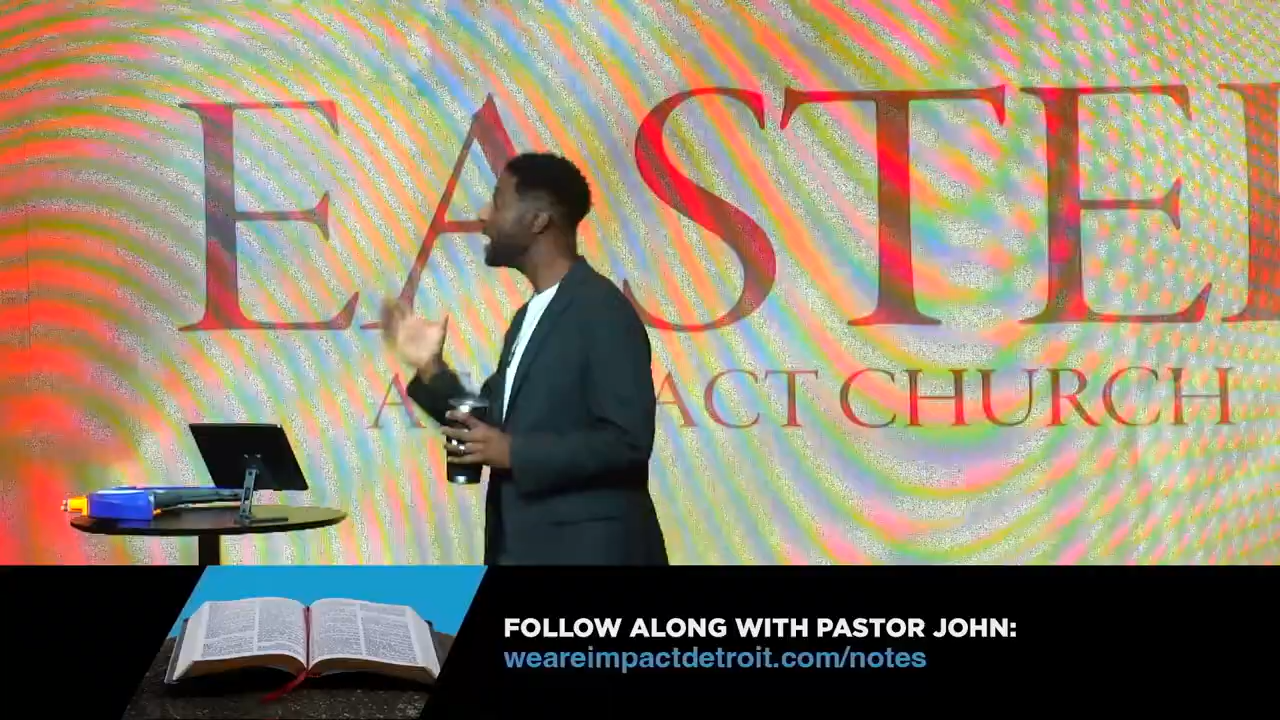 EASTE
A ACT CHURCH
FOLLOW ALONG WITH PASTOR JOHN:
weareimpactdetroit.com/notes